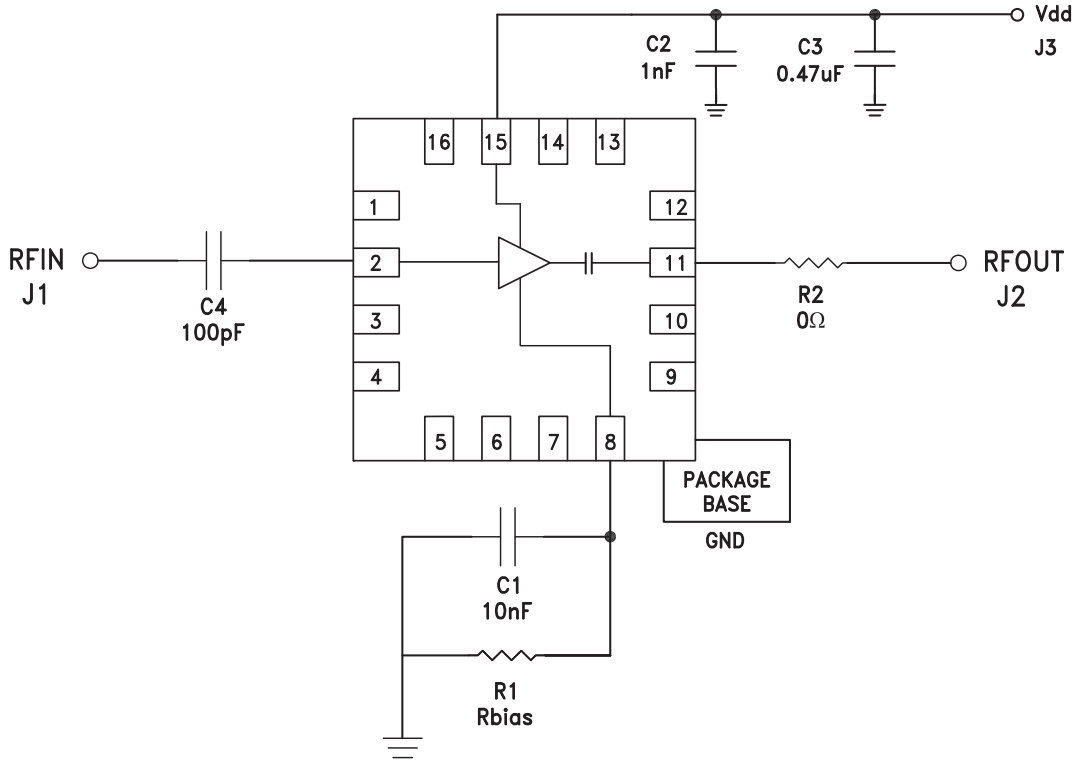 Vdd
J3
C2
1nF
C3
0.47uF
16
15
14
13
1
12
RFIN
J1
C4
100pF
2
11
R2
0Ω
RFOUT
J2
3
10
4
9
5
6
7
8
PACKAGE
BASE
GND
C1
10nF
R1
Rbias